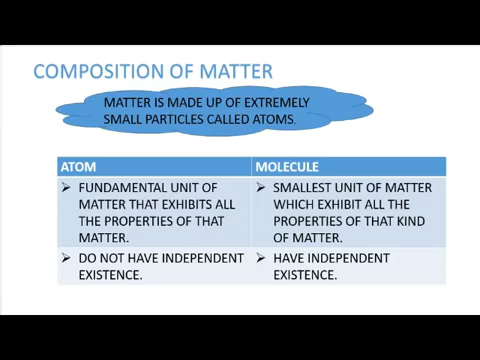 COMPOSITION OF MATTER
MATTER IS MADE UP OF EXTREMELY
SMALL PARTICLES CALLED ATOMS.
ATOM
MOLECULE
➢ FUNDAMENTAL UNIT OF
MATTER THAT EXHIBITS ALL
THE PROPERTIES OF THAT
MATTER.
➢ SMALLEST UNIT OF MATTER
WHICH EXHIBIT ALL THE
PROPERTIES OF THAT KIND
OF MATTER.
➢ DO NOT HAVE INDEPENDENT
EXISTENCE.
➢ HAVE INDEPENDENT
EXISTENCE.